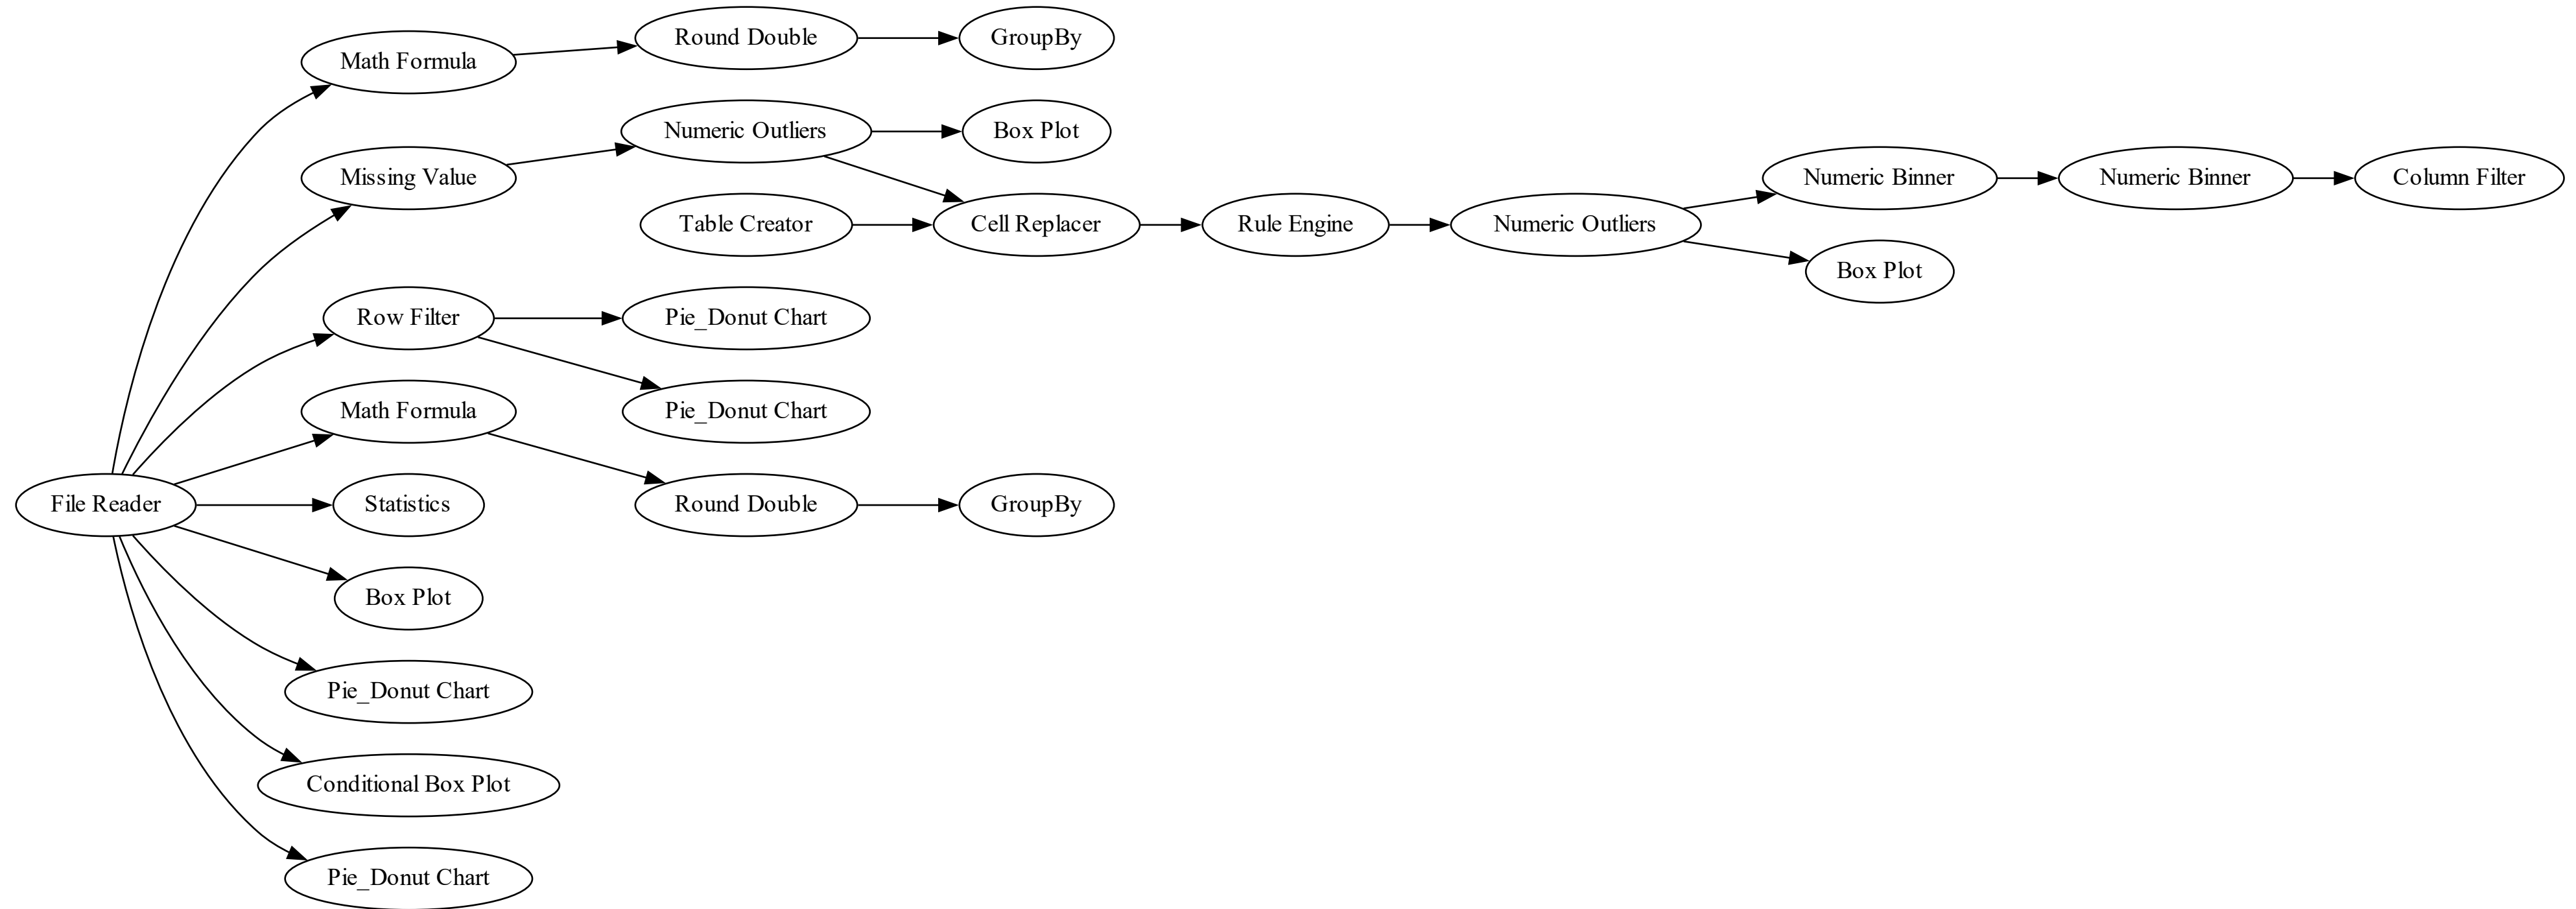 Math Formula
Round Double
GroupBy
Missing Value
Numeric Outliers
Box Plot
Table Creator
Cell Replacer
Rule Engine
Numeric Outliers
Numeric Binner
Numeric Binner
Column Filter
Box Plot
Row Filter
Pie_Donut Chart
Pie_Donut Chart
Math Formula
File Reader
Statistics
Round Double
GroupBy
Box Plot
Pie_Donut Chart
Conditional Box Plot
Pie_Donut Chart